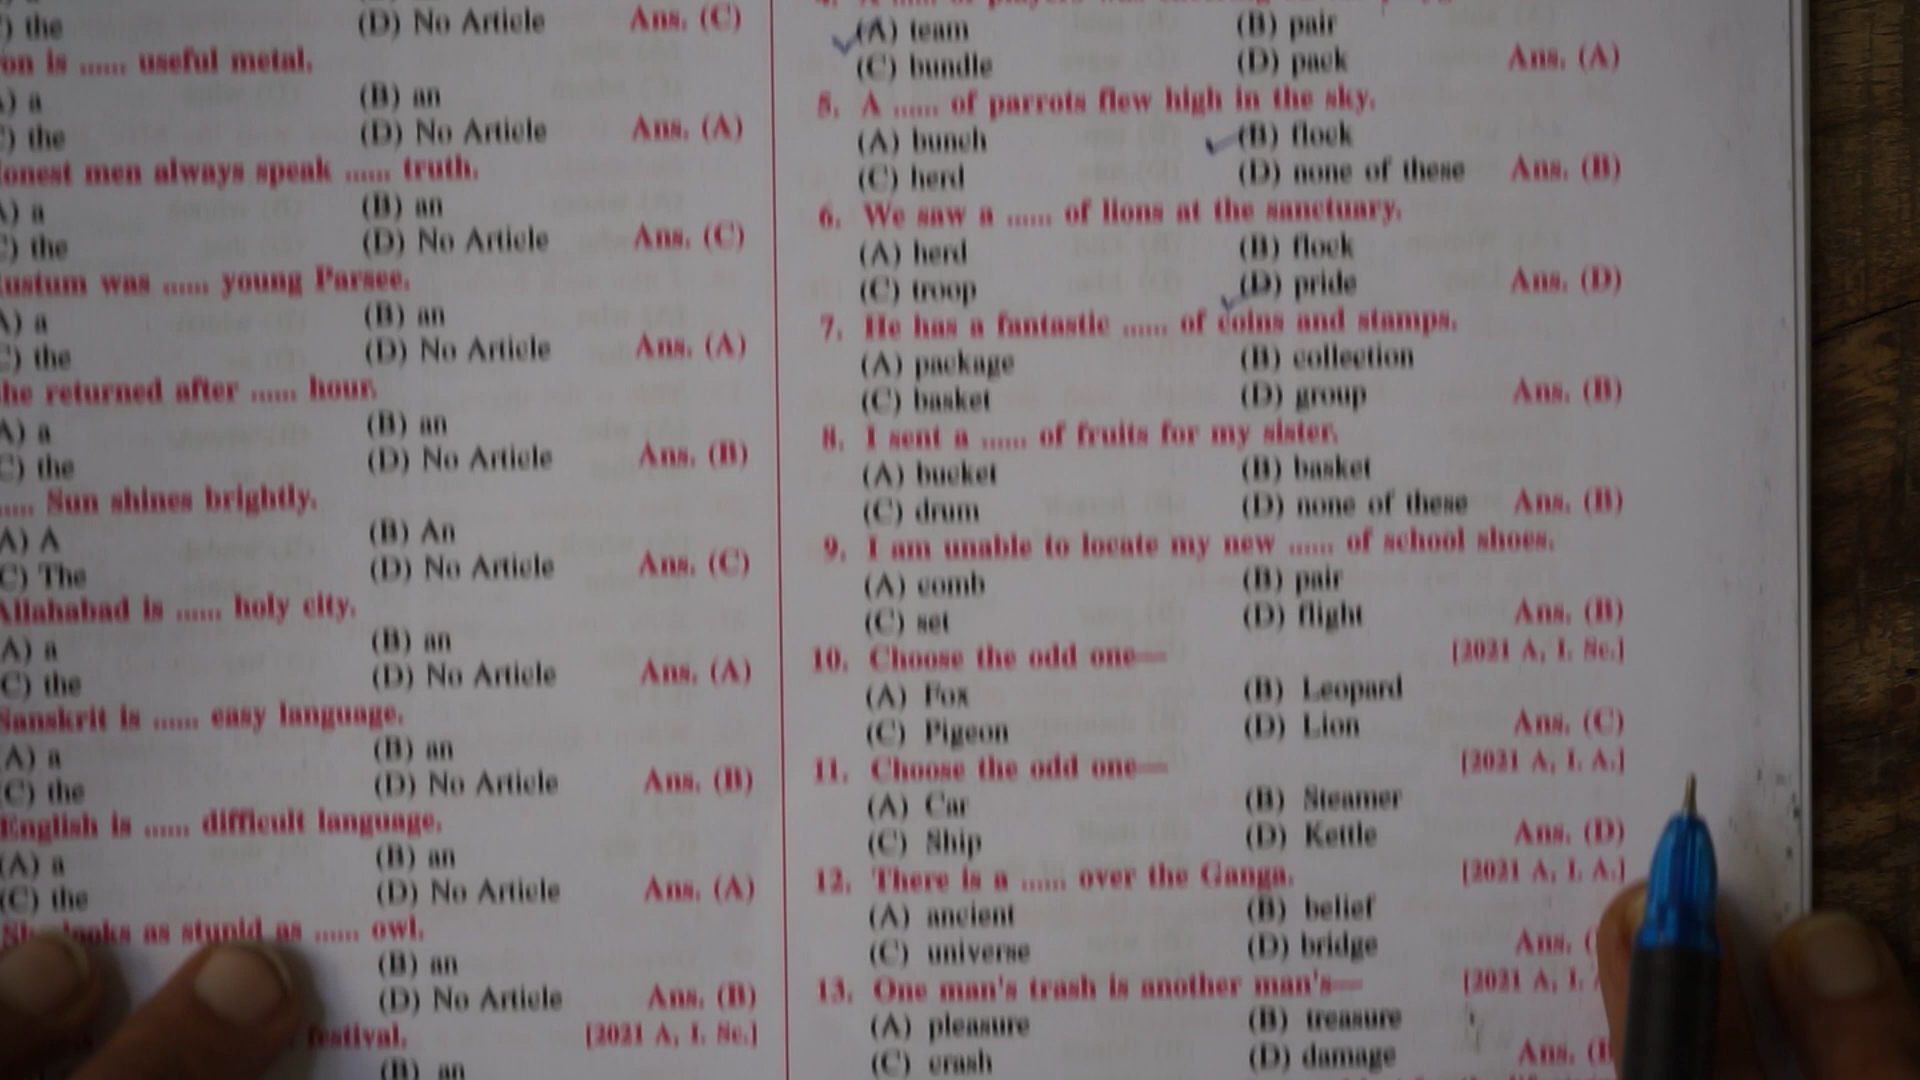 ) the (D) No Article Ans. (C)
on is ...... useful metal.
) a (B) an
) the (D) No Article Ans. (A)
onest men always speak ...... truth.
) a (B) an
) the (D) No Article Ans. (C)
ustum was ...... young Parsee.
) a (B) an
) the (D) No Article Ans. (A)
he returned after ...... hour.
A) a (B) an
C) the (D) No Article Ans. (B)
..... Sun shines brightly.
A) A (B) An
C) The (D) No Article Ans. (C)
Allahabad is ...... holy city.
A) a (B) an
C) the (D) No Article Ans. (A)
Sanskrit is ...... easy language.
(A) a (B) an
(C) the (D) No Article Ans. (B)
English is ...... difficult language.
(A) a (B) an
(C) the (D) No Article Ans. (A)
looks as stupid as ...... owl.
(B) an
(D) No Article Ans. (B)
festival. [2021 A, I. Sc.]
(B) an
(A) team (B) pair
(C) bundle (D) pack Ans. (A)
5. A ...... of parrots flew high in the sky.
(A) bunch (B) flock
(C) herd (D) none of these Ans. (B)
6. We saw a ...... of lions at the sanctuary.
(A) herd (B) flock
(C) troop (D) pride Ans. (D)
7. He has a fantastic ...... of coins and stamps.
(A) package (B) collection
(C) basket (D) group Ans. (B)
8. I sent a ...... of fruits for my sister.
(A) bucket (B) basket
(C) drum (D) none of these Ans. (B)
9. I am unable to locate my new ...... of school shoes.
(A) comb (B) pair
(C) set (D) flight Ans. (B)
10. Choose the odd one— [2021 A, I. Sc.]
(A) Fox (B) Leopard
(C) Pigeon (D) Lion Ans. (C)
11. Choose the odd one— [2021 A, I. A.]
(A) Car (B) Steamer
(C) Ship (D) Kettle Ans. (D)
12. There is a ...... over the Ganga. [2021 A, I. A.]
(A) ancient (B) belief
(C) universe (D) bridge Ans. (
13. One man's trash is another man's— [2021 A, I.
(A) pleasure (B) treasure
(C) crash (D) damage Ans. (